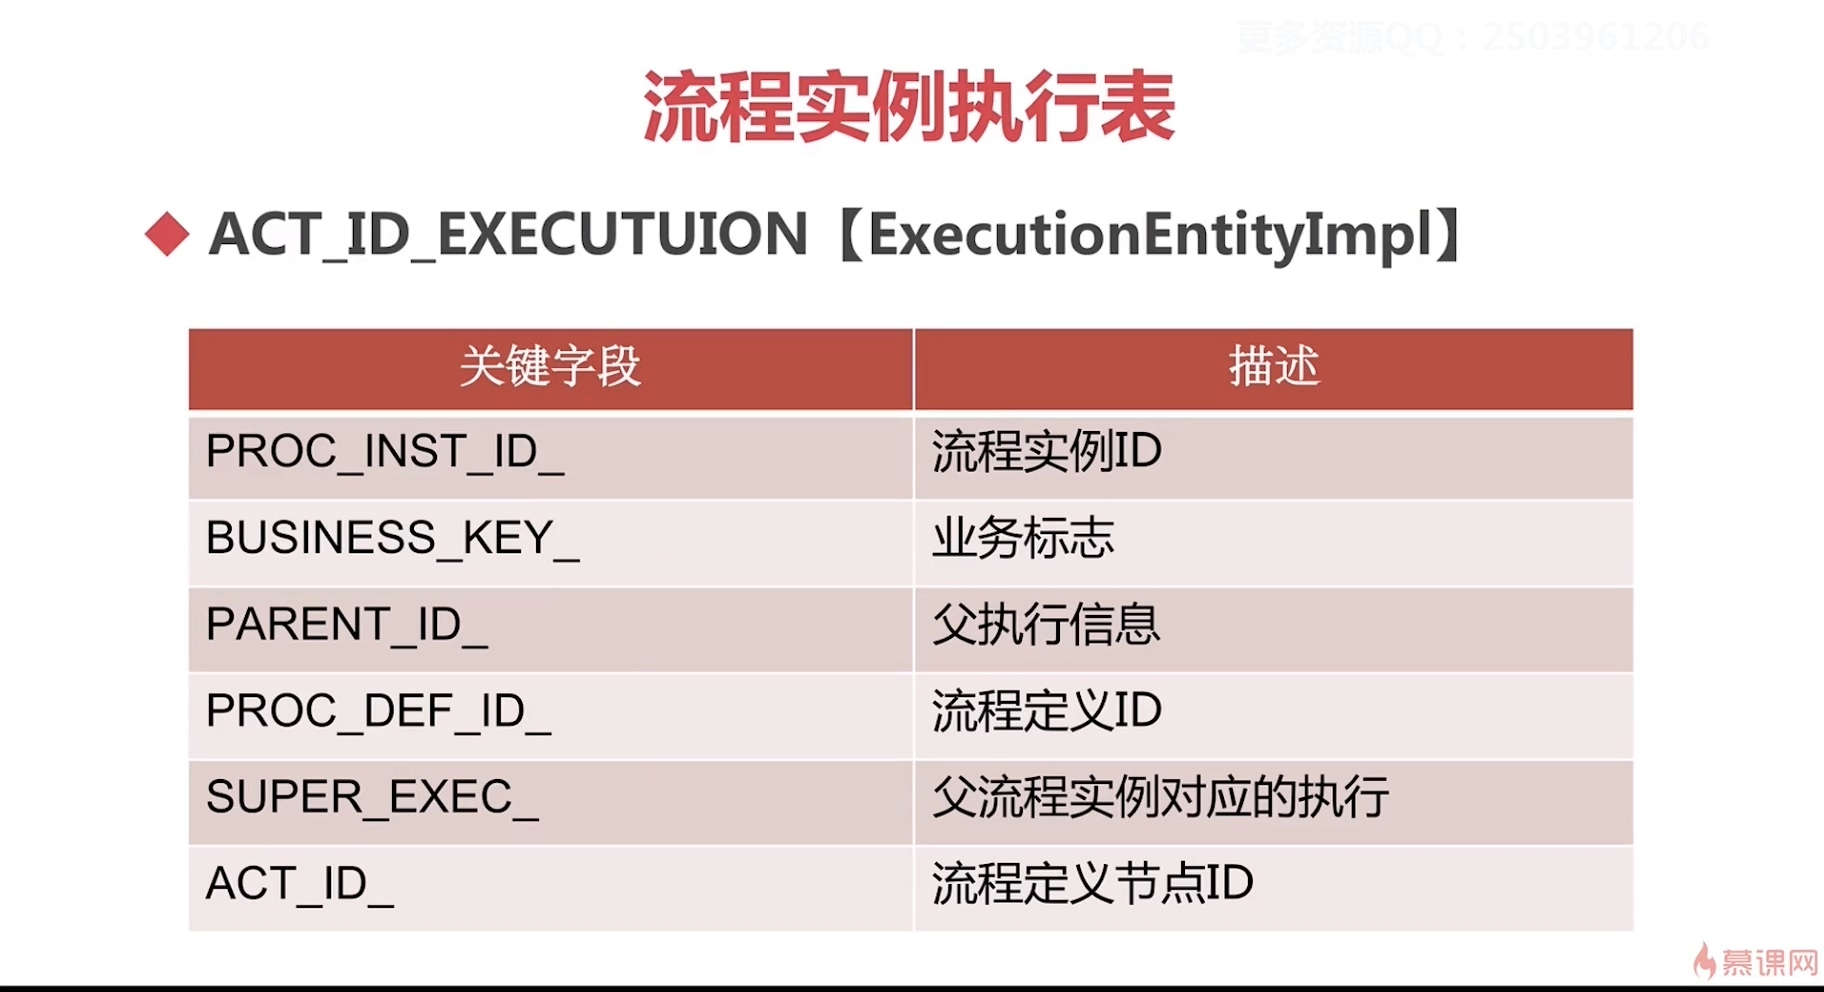 更多资源QQ：2503961206
流程实例执行表
ACT_ID_EXECUTUION【ExecutionEntityImpl】
关键字段 描述
PROC_INST_ID_ 流程实例ID
BUSINESS_KEY_ 业务标志
PARENT_ID_ 父执行信息
PROC_DEF_ID_ 流程定义ID
SUPER_EXEC_ 父流程实例对应的执行
ACT_ID_ 流程定义节点ID
慕课网